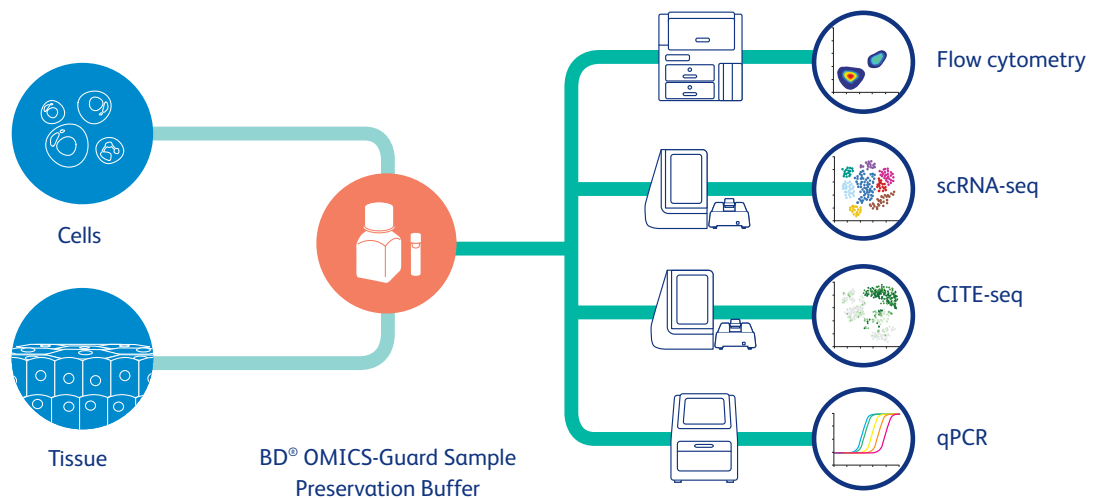 Cells
Tissue
BD® OMICS-Guard Sample
Preservation Buffer
Flow cytometry
scRNA-seq
CITE-seq
qPCR